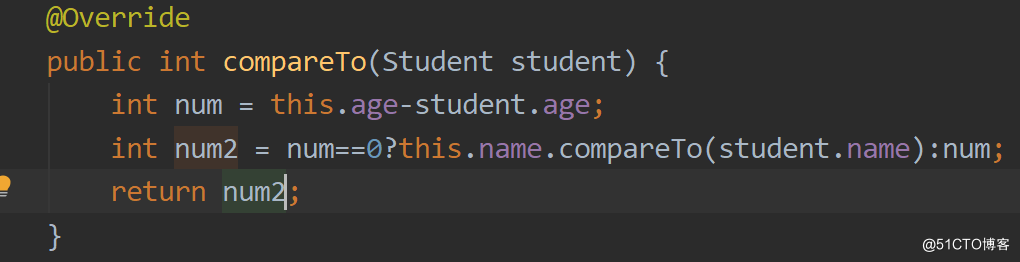 @Override
public int compareTo(Student student) {
int num = this.age-student.age;
int num2 = num==0?this.name.compareTo(student.name):num;
return num2;
}
@51CTO博客